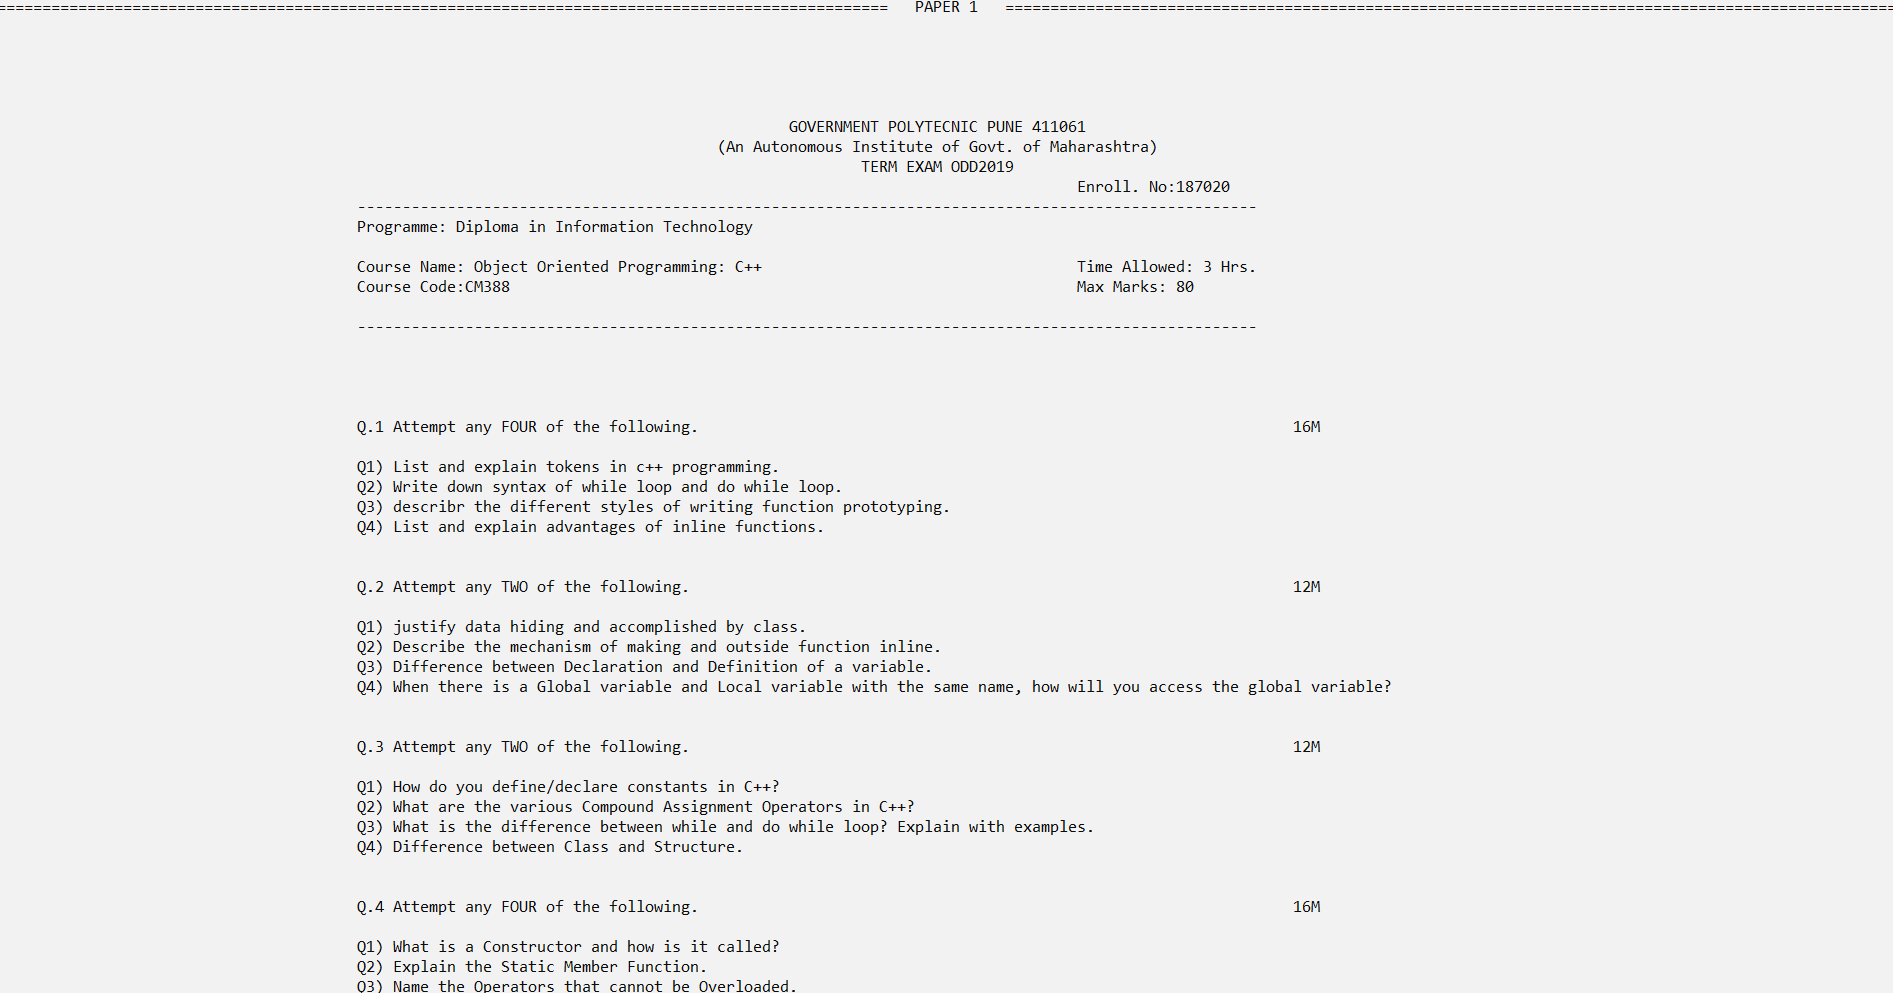 =================================================================================================== PAPER 1 ===================================================================================================
GOVERNMENT POLYTECNIC PUNE 411061
(An Autonomous Institute of Govt. of Maharashtra)
TERM EXAM ODD2019
Enroll. No:187020
----------------------------------------------------------------------------------------------------
Programme: Diploma in Information Technology
Course Name: Object Oriented Programming: C++ Time Allowed: 3 Hrs.
Course Code:CM388 Max Marks: 80
----------------------------------------------------------------------------------------------------
Q.1 Attempt any FOUR of the following. 16M
Q1) List and explain tokens in c++ programming.
Q2) Write down syntax of while loop and do while loop.
Q3) describr the different styles of writing function prototyping.
Q4) List and explain advantages of inline functions.
Q.2 Attempt any TWO of the following. 12M
Q1) justify data hiding and accomplished by class.
Q2) Describe the mechanism of making and outside function inline.
Q3) Difference between Declaration and Definition of a variable.
Q4) When there is a Global variable and Local variable with the same name, how will you access the global variable?
Q.3 Attempt any TWO of the following. 12M
Q1) How do you define/declare constants in C++?
Q2) What are the various Compound Assignment Operators in C++?
Q3) What is the difference between while and do while loop? Explain with examples.
Q4) Difference between Class and Structure.
Q.4 Attempt any FOUR of the following. 16M
Q1) What is a Constructor and how is it called?
Q2) Explain the Static Member Function.
Q3) Name the Operators that cannot be Overloaded.